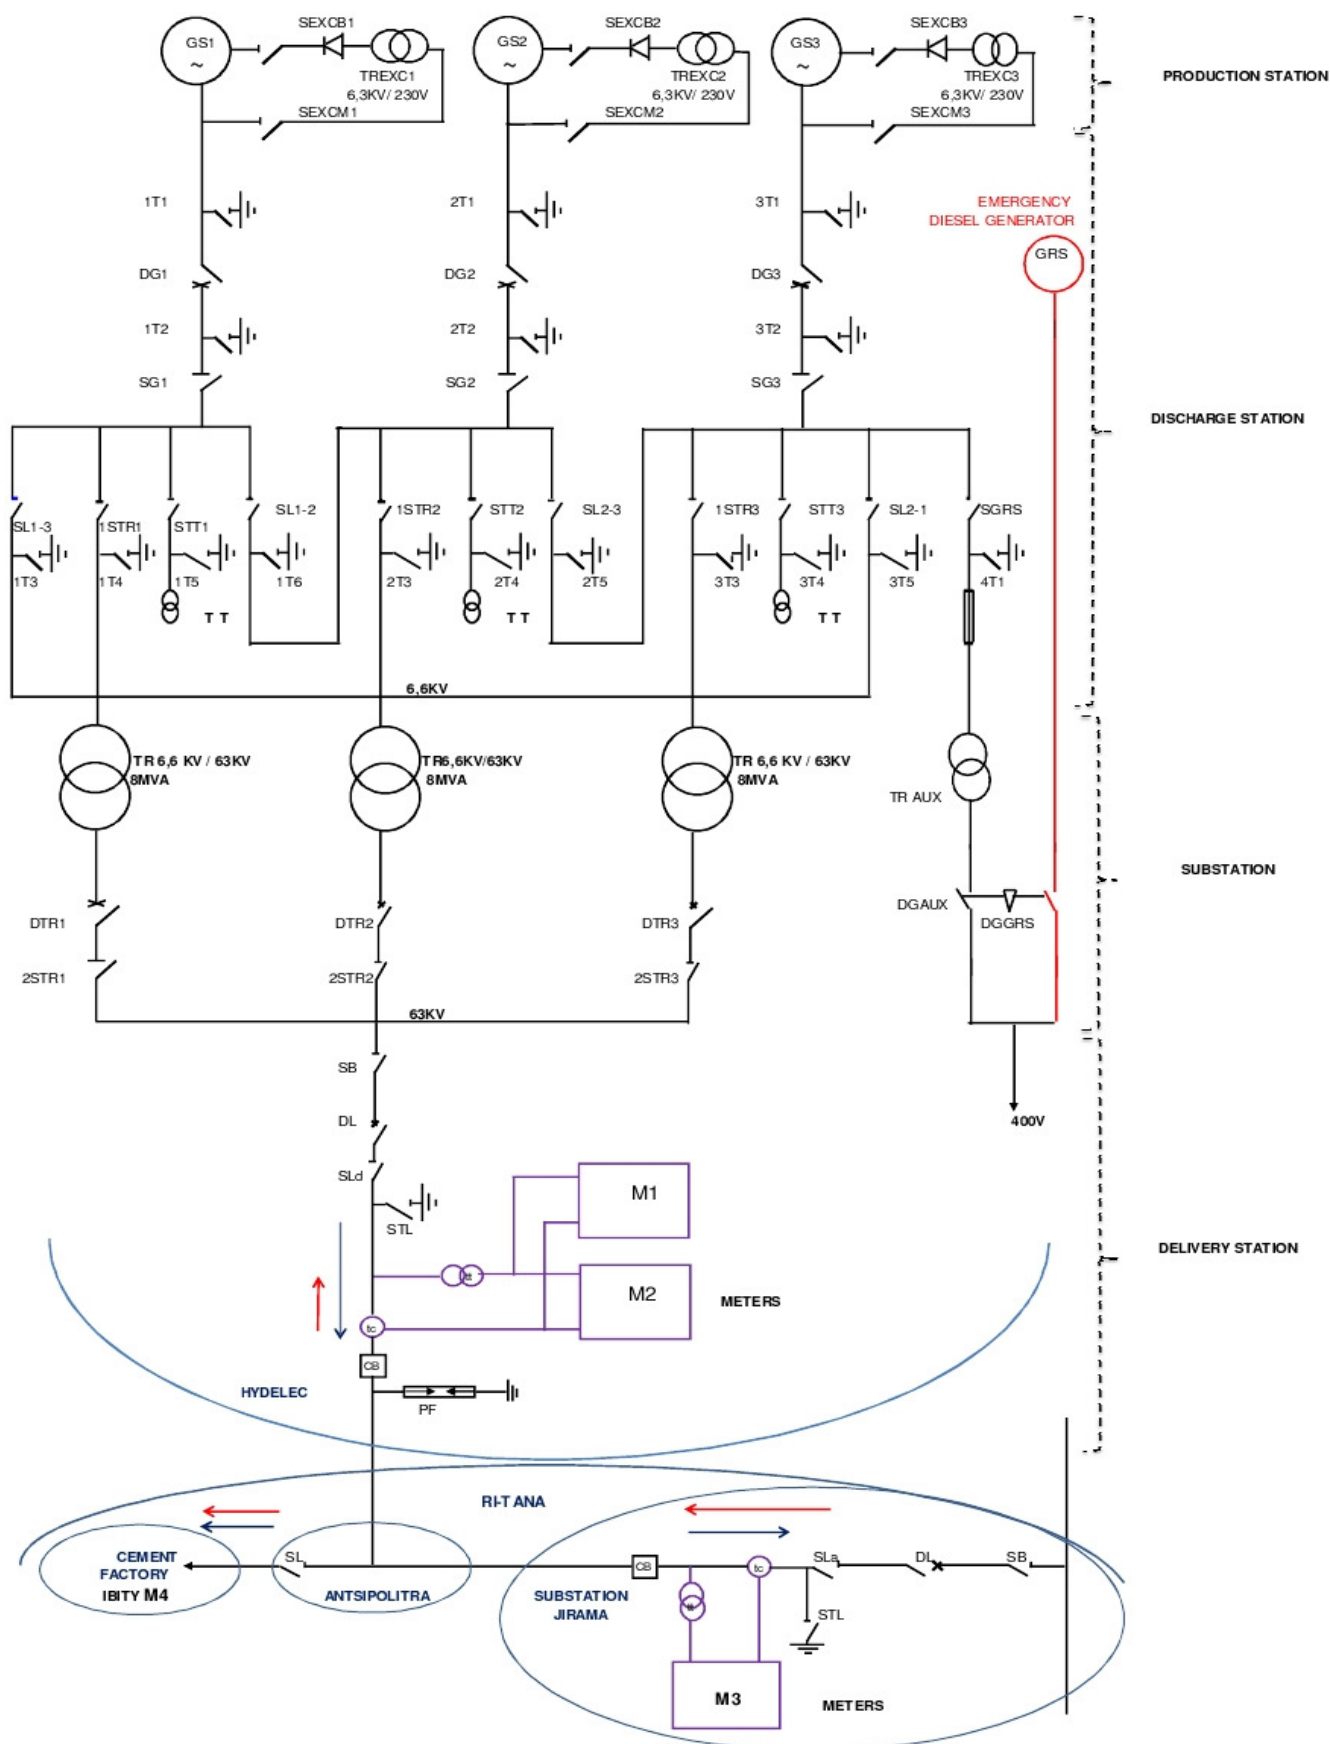 SEXCB1
SEXCB2
SEXCB3
GS1
~
GS2
~
GS3
~
TREXC1
6,3KV/ 230V
TREXC2
6,3KV/ 230V
TREXC3
6,3KV/ 230V
PRODUCTION STATION
SEXCM1
SEXCM2
SEXCM3
1T1
2T1
3T1
EMERGENCY
DIESEL GENERATOR
GRS
DG1
DG2
DG3
1T2
2T2
3T2
SG1
SG2
SG3
DISCHARGE STATION
SL1-3
1STR1
STT1
SL1-2
1STR2
STT2
SL2-3
1STR3
STT3
SL2-1
SGRS
1T3
1T4
1T5
1T6
2T3
2T4
2T5
3T3
3T4
3T5
4T1
T T
T T
T T
6,6KV
TR 6,6 KV / 63KV
8MVA
TR6,6KV/63KV
8MVA
TR 6,6 KV / 63KV
8MVA
TR AUX
SUBSTATION
DTR1
DTR2
DTR3
DGAUX
DGGRS
2STR1
2STR2
2STR3
63KV
SB
DL
400V
SLd
STL
M1
tt
M2
METERS
tc
DELIVERY STATION
CB
HYDELEC
PF
RI-T ANA
CEMENT
FACTORY
IBITY M4
SL
ANTSIPOLITRA
SUBSTATION
JIRAMA
CB
tc
SLa
DL
SB
tt
STL
M3
METERS